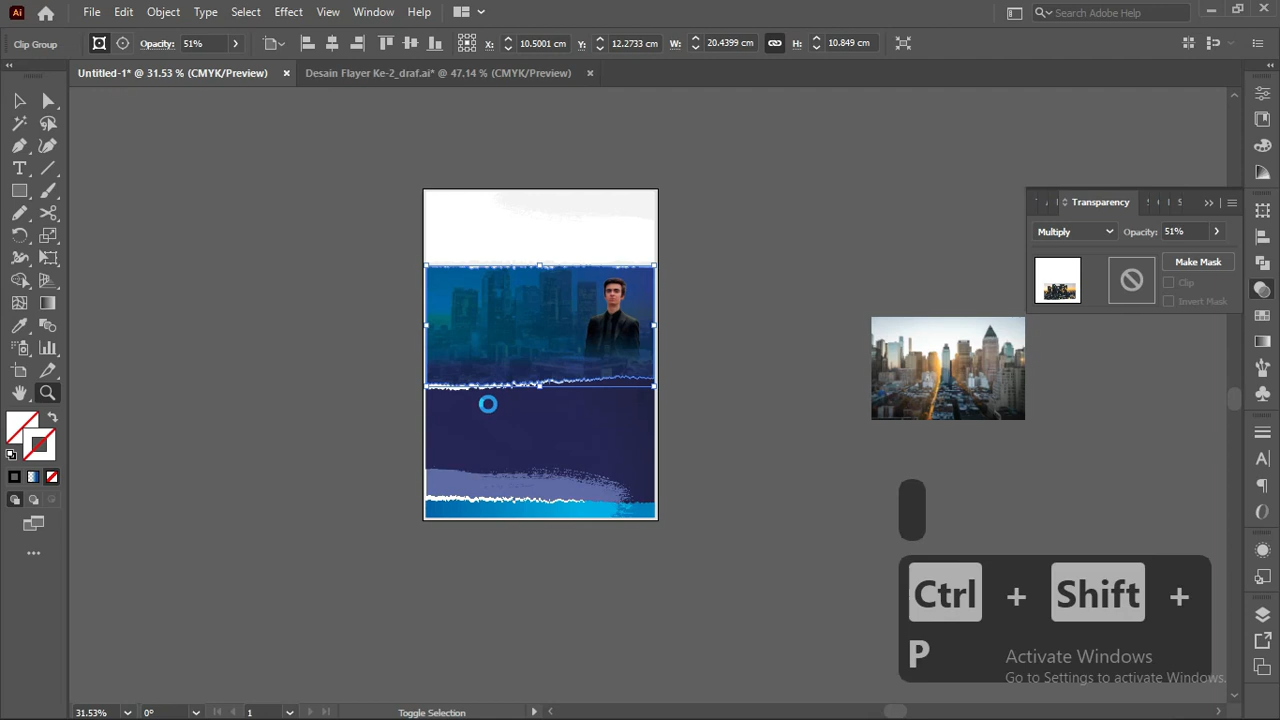 Ai File Edit Object Type Select Effect View Window Help Search Adobe Help
Clip Group Opacity: 51% X: 10.5001 cm Y: 12.2733 cm W: 20.4399 cm H: 10.849 cm
Untitled-1* @ 31.53 % (CMYK/Preview) Desain Flayer Ke-2_draf.ai* @ 47.14 % (CMYK/Preview)
Transparency
Multiply Opacity: 51%
Make Mask
Clip
Invert Mask
Ctrl + Shift +
P
Activate Windows
Go to Settings to activate Windows.
31.53% 0° 1 Toggle Selection